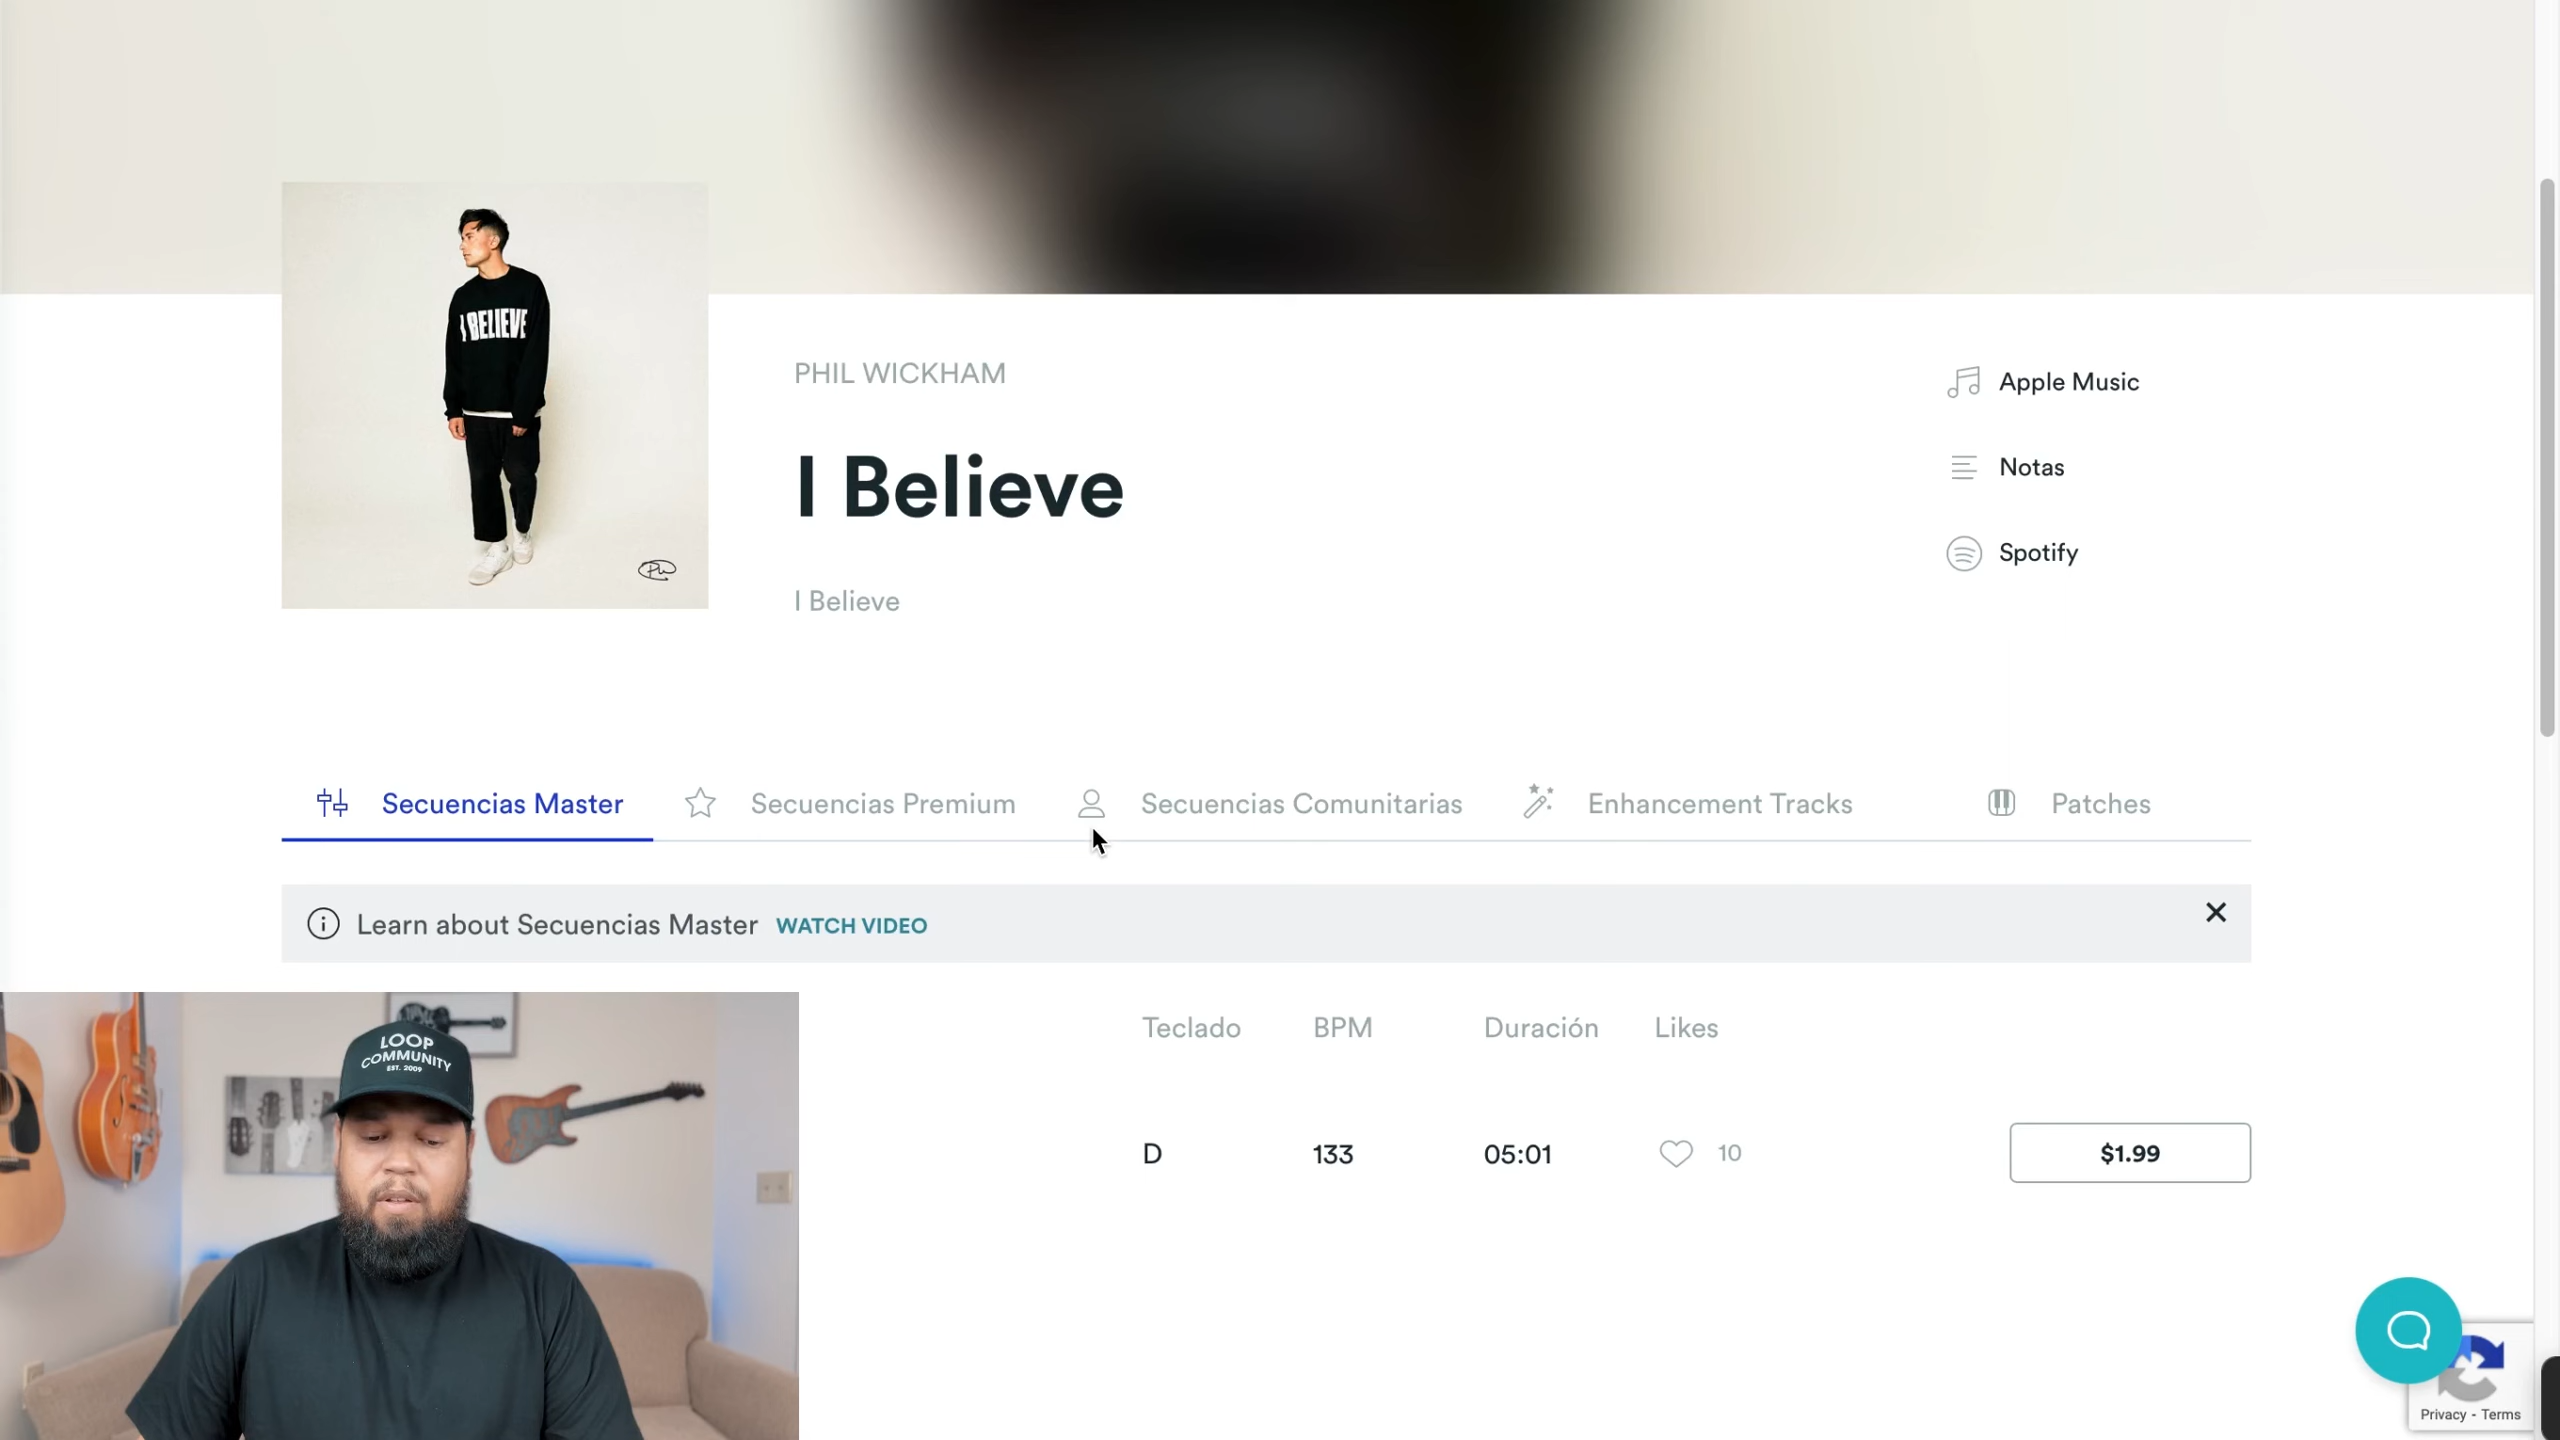 I BELIEVE
PHIL WICKHAM
I Believe
I Believe
Apple Music
Notas
Spotify
Secuencias Master
Secuencias Premium
Secuencias Comunitarias
Enhancement Tracks
Patches
Learn about Secuencias Master WATCH VIDEO
Teclado BPM Duración Likes
D 133 05:01 10 $1.99
LOOP
COMMUNITY
EST. 2009
Privacy - Terms